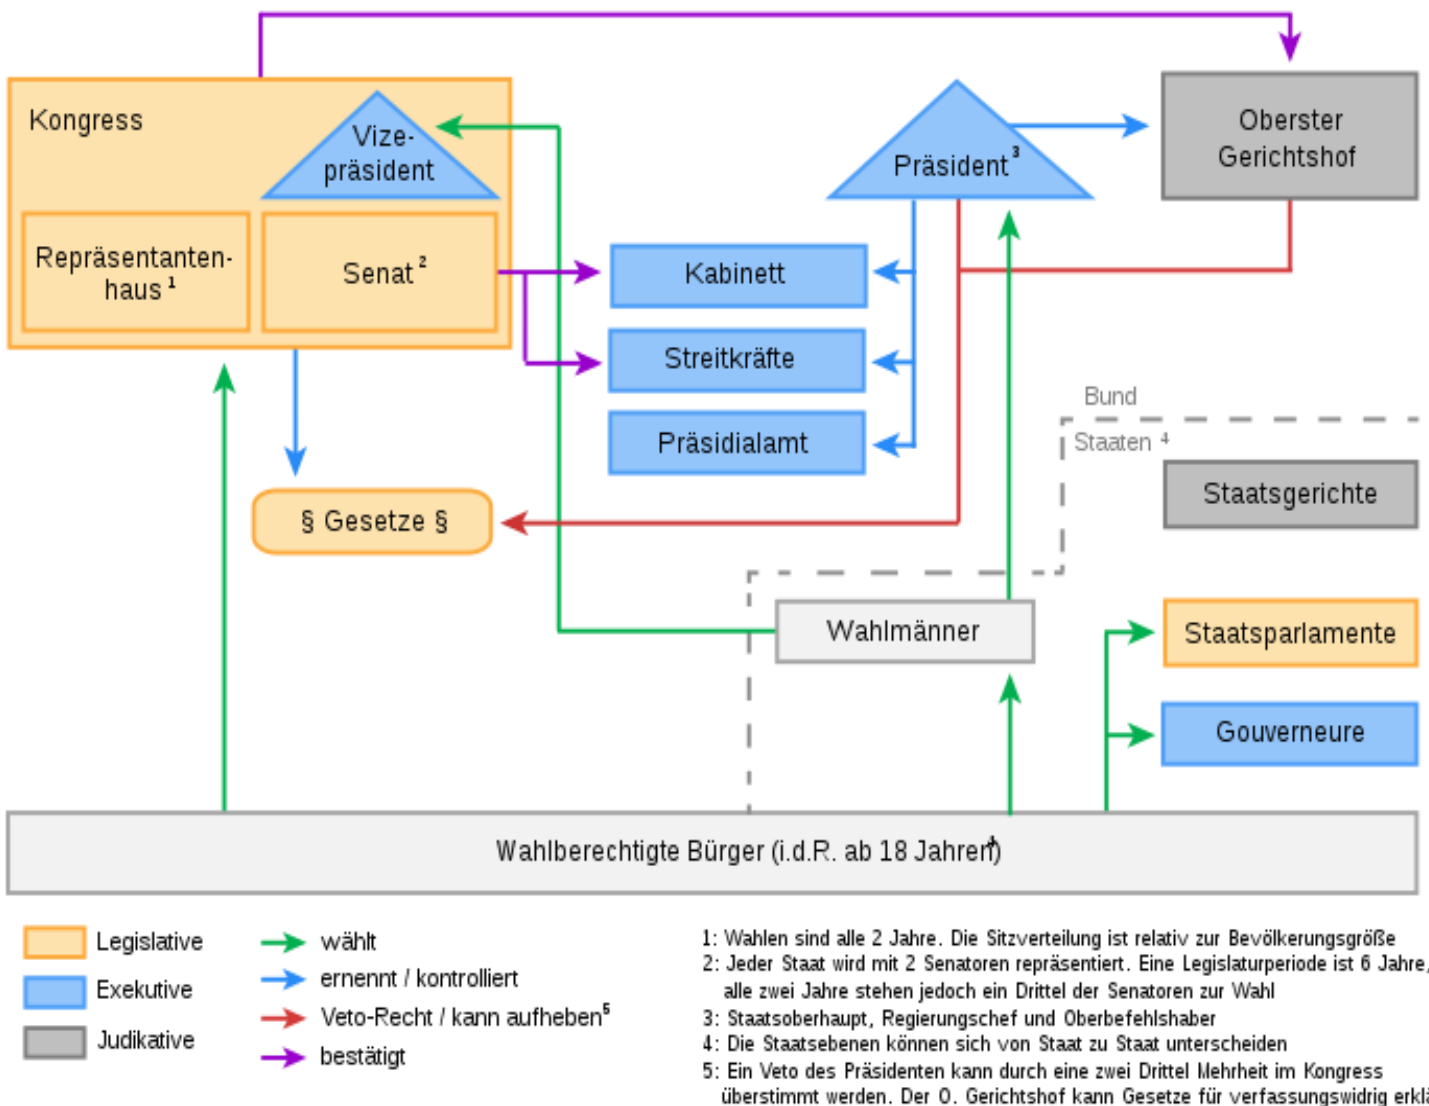 Kongress
Vize-
präsident
Präsident³
Oberster
Gerichtshof
Repräsentanten-
haus¹
Senat²
Kabinett
Streitkräfte
Präsidialamt
Bund
Staaten ⁴
Staatsgerichte
§ Gesetze §
Wahlmänner
Staatsparlamente
Gouverneure
Wahlberechtigte Bürger (i.d.R. ab 18 Jahren⁴)
Legislative
Exekutive
Judikative
wählt
ernennt / kontrolliert
Veto-Recht / kann aufheben⁵
bestätigt
1: Wahlen sind alle 2 Jahre. Die Sitzverteilung ist relativ zur Bevölkerungsgröße
2: Jeder Staat wird mit 2 Senatoren repräsentiert. Eine Legislaturperiode ist 6 Jahre,
alle zwei Jahre stehen jedoch ein Drittel der Senatoren zur Wahl
3: Staatsoberhaupt, Regierungschef und Oberbefehlshaber
4: Die Staatsebenen können sich von Staat zu Staat unterscheiden
5: Ein Veto des Präsidenten kann durch eine zwei Drittel Mehrheit im Kongress
überstimmt werden. Der O. Gerichtshof kann Gesetze für verfassungswidrig erklä